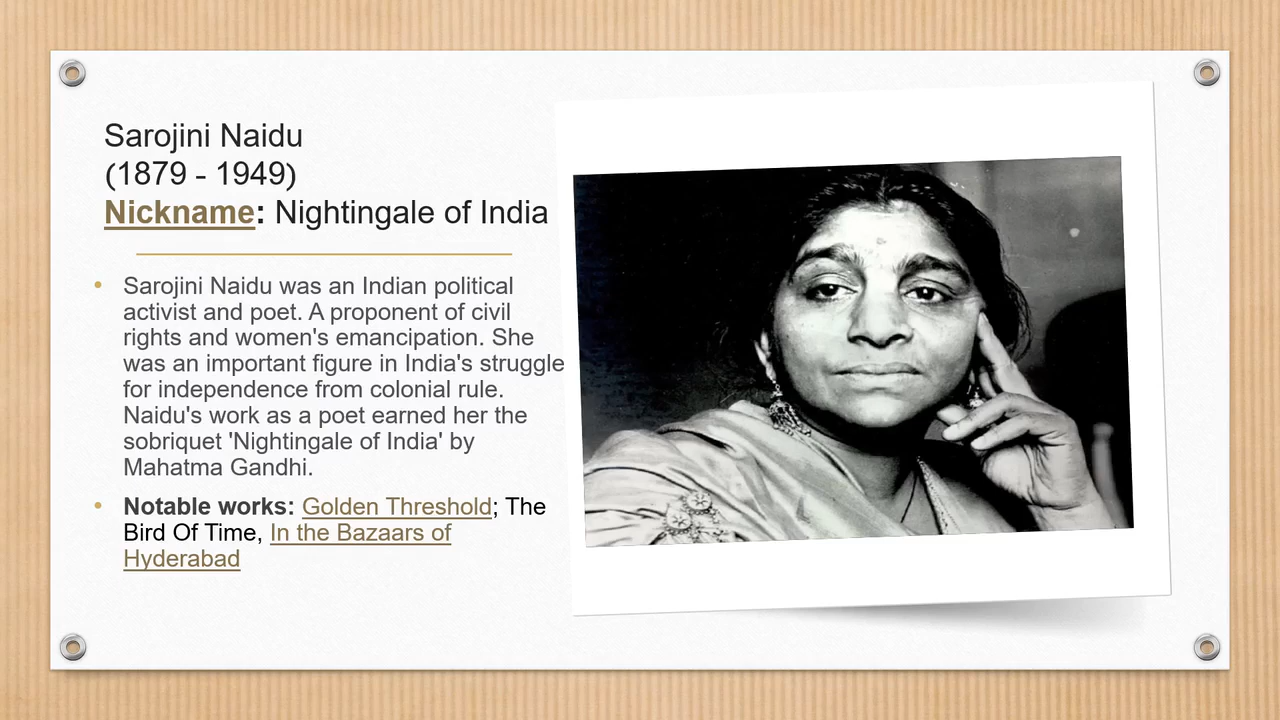 Sarojini Naidu
(1879 - 1949)
Nickname: Nightingale of India
• Sarojini Naidu was an Indian political
activist and poet. A proponent of civil
rights and women's emancipation. She
was an important figure in India's struggle
for independence from colonial rule.
Naidu's work as a poet earned her the
sobriquet 'Nightingale of India' by
Mahatma Gandhi.
• Notable works: Golden Threshold; The
Bird Of Time, In the Bazaars of
Hyderabad